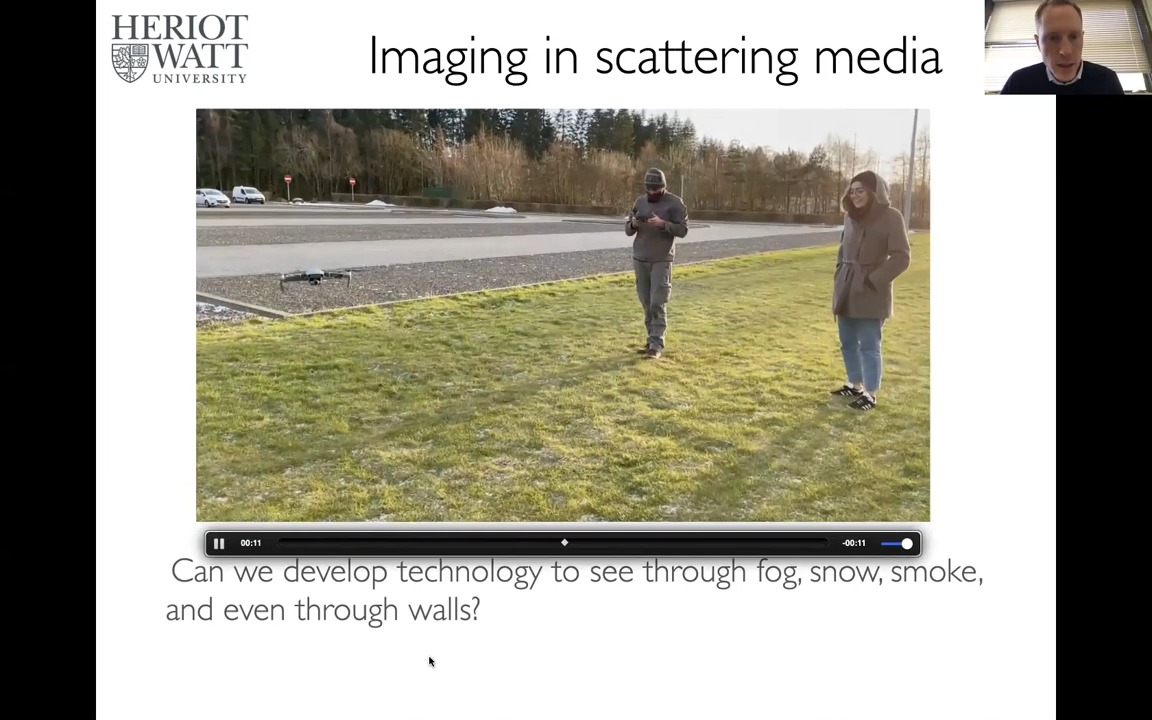 HERIOT
WATT
UNIVERSITY
Imaging in scattering media
00:11
-00:11
Can we develop technology to see through fog, snow, smoke,
and even through walls?